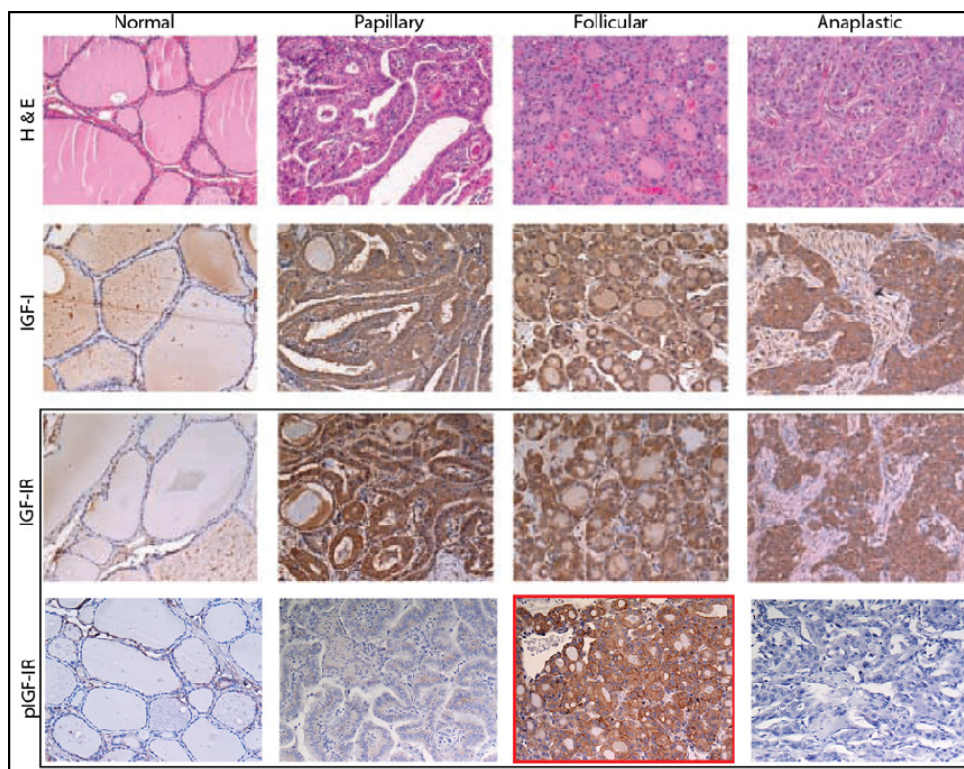 Normal Papillary Follicular Anaplastic
H & E
IGF-I
IGF-IR
pIGF-IR